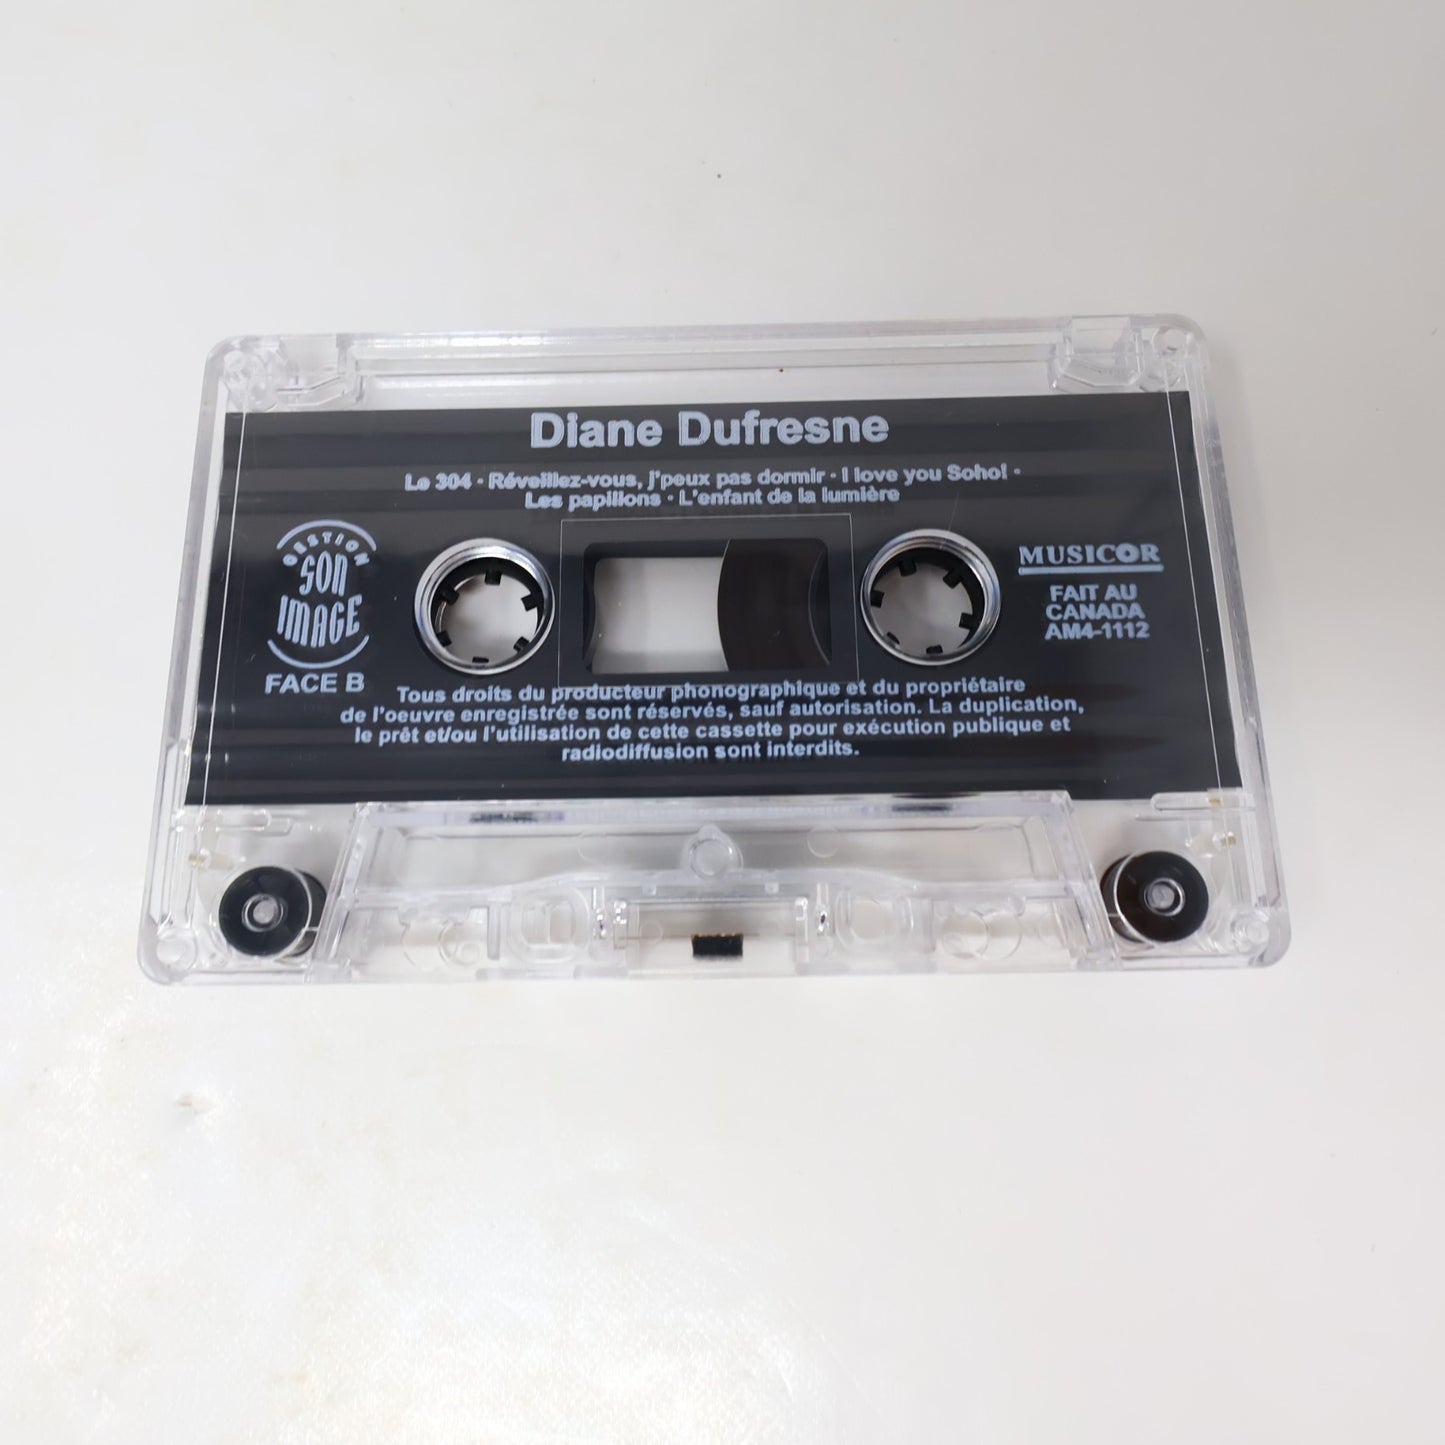 Diane Dufresne
Le 304 · Réveillez-vous, j'peux pas dormir · I love you Soho! ·
Les papillons · L'enfant de la lumière
GESTION
SON
IMAGE
FACE B
MUSICOR
FAIT AU
CANADA
AM4-1112
Tous droits du producteur phonographique et du propriétaire
de l'oeuvre enregistrée sont réservés, sauf autorisation. La duplication,
le prêt et/ou l'utilisation de cette cassette pour exécution publique et
radiodiffusion sont interdits.